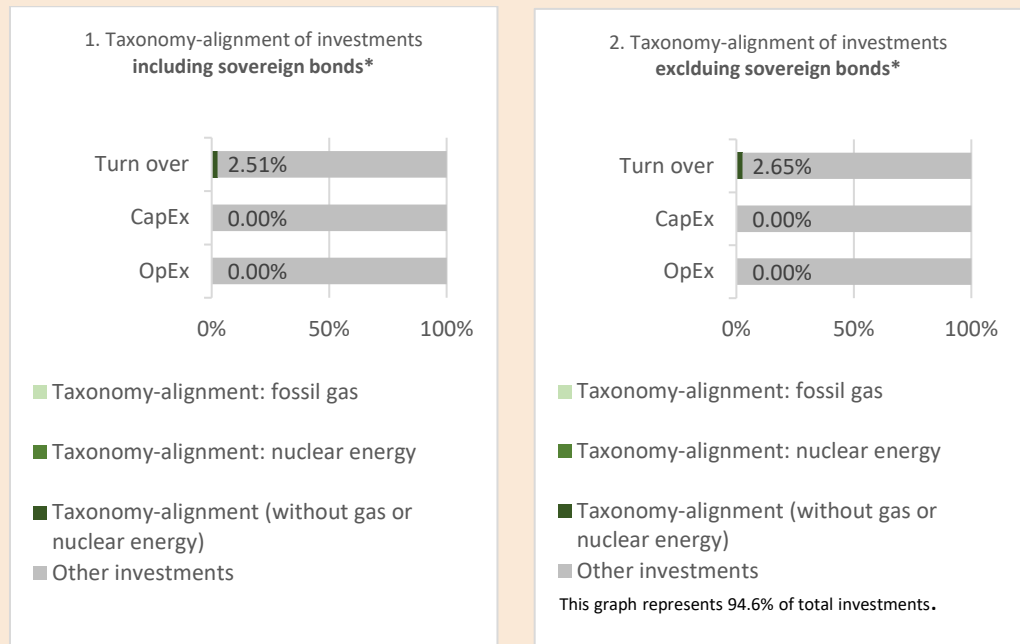 1. Taxonomy-alignment of investments
including sovereign bonds*
Turn over
2.51%
CapEx
0.00%
OpEx
0.00%
0%
50%
100%
Taxonomy-alignment: fossil gas
Taxonomy-alignment: nuclear energy
Taxonomy-alignment (without gas or
nuclear energy)
Other investments
2. Taxonomy-alignment of investments
exclduing sovereign bonds*
Turn over
2.65%
CapEx
0.00%
OpEx
0.00%
0%
50%
100%
Taxonomy-alignment: fossil gas
Taxonomy-alignment: nuclear energy
Taxonomy-alignment (without gas or
nuclear energy)
Other investments
This graph represents 94.6% of total investments.